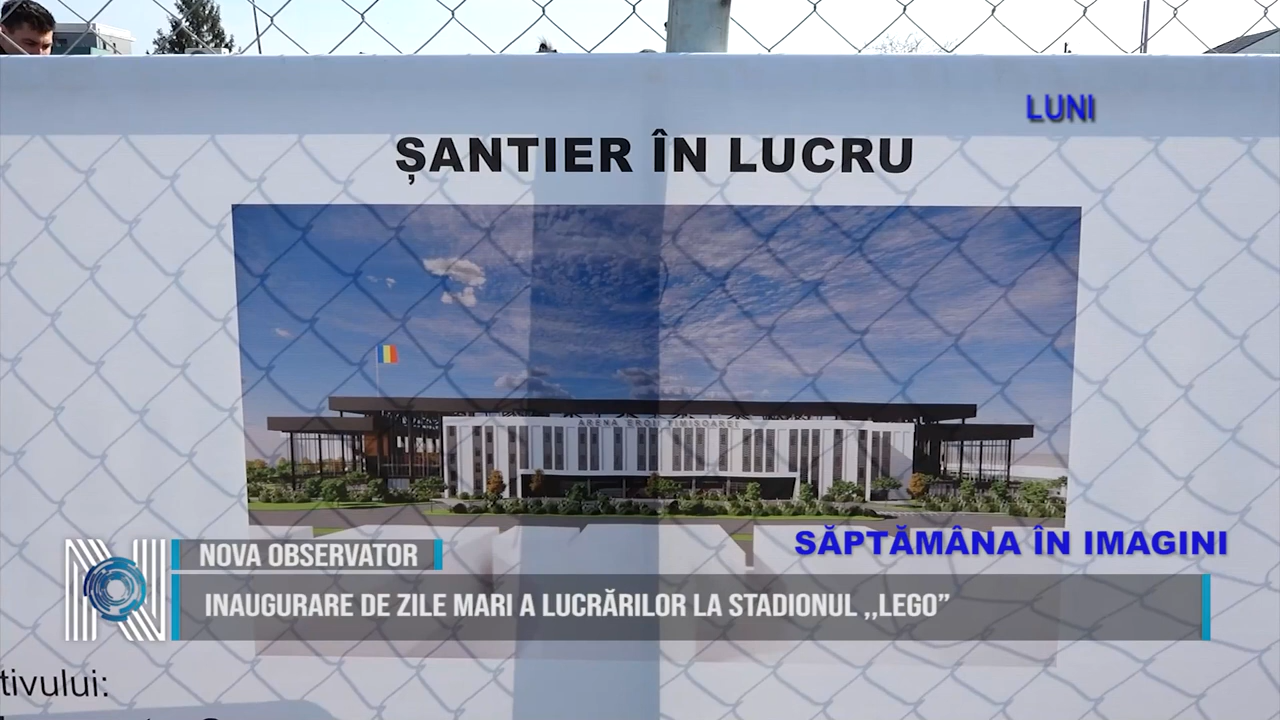 LUNI
ȘANTIER ÎN LUCRU
ARENA EROII TIMIȘOAREI
SĂPTĂMÂNA ÎN IMAGINI
NOVA OBSERVATOR
INAUGURARE DE ZILE MARI A LUCRĂRILOR LA STADIONUL ,,LEGO”
tivului: